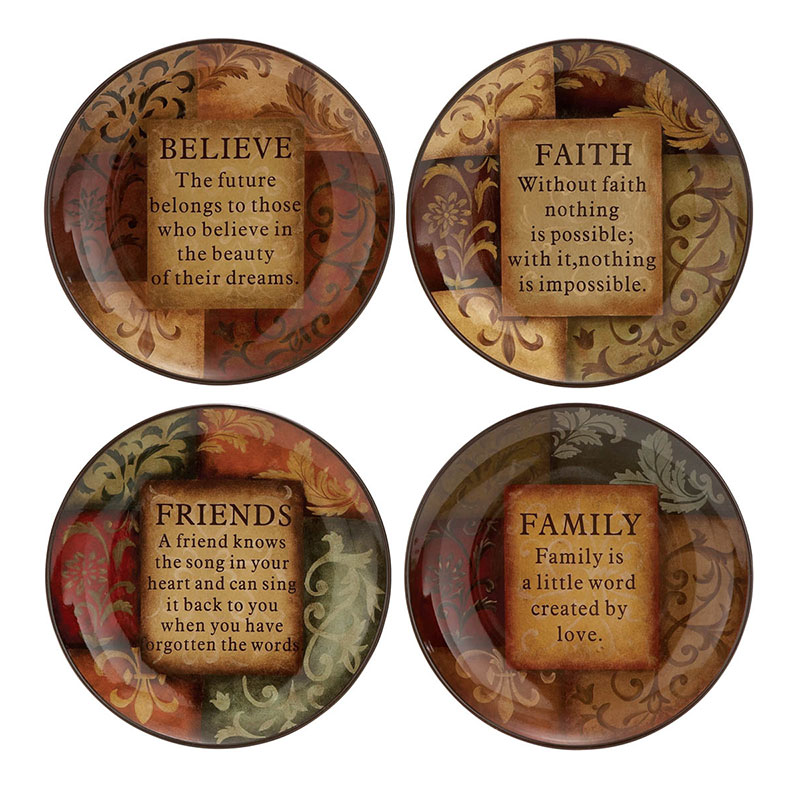 BELIEVE
The future
belongs to those
who believe in
the beauty
of their dreams.
FAITH
Without faith
nothing
is possible;
with it,nothing
is impossible.
FRIENDS
A friend knows
the song in your
heart and can sing
it back to you
when you have
forgotten the words
FAMILY
Family is
a little word
created by
love.